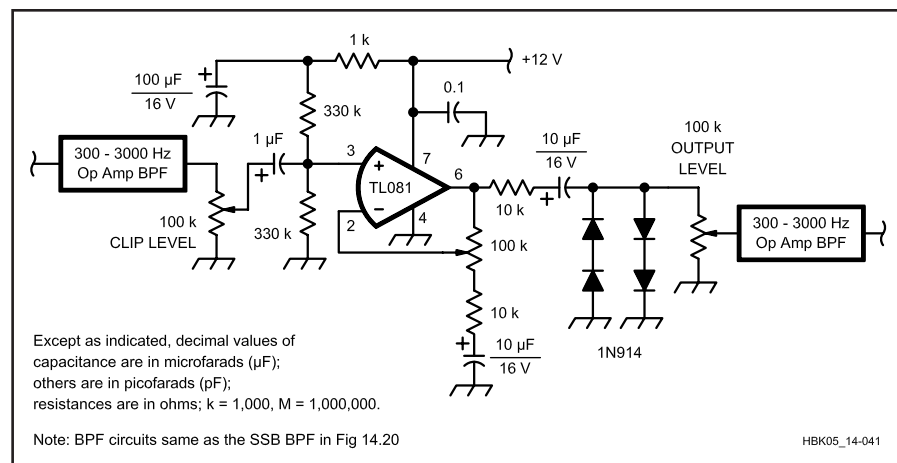 1 k
+12 V
100 µF
16 V
+
330 k
0.1
1 µF
+
300 - 3000 Hz
Op Amp BPF
100 k
CLIP LEVEL
330 k
3
+
7
TL081
6
−
2
4
10 k
10 µF
16 V
+
100 k
OUTPUT
LEVEL
300 - 3000 Hz
Op Amp BPF
100 k
10 k
+
10 µF
16 V
1N914
Except as indicated, decimal values of
capacitance are in microfarads (µF);
others are in picofarads (pF);
resistances are in ohms; k = 1,000, M = 1,000,000.
Note: BPF circuits same as the SSB BPF in Fig 14.20
HBK05_14-041